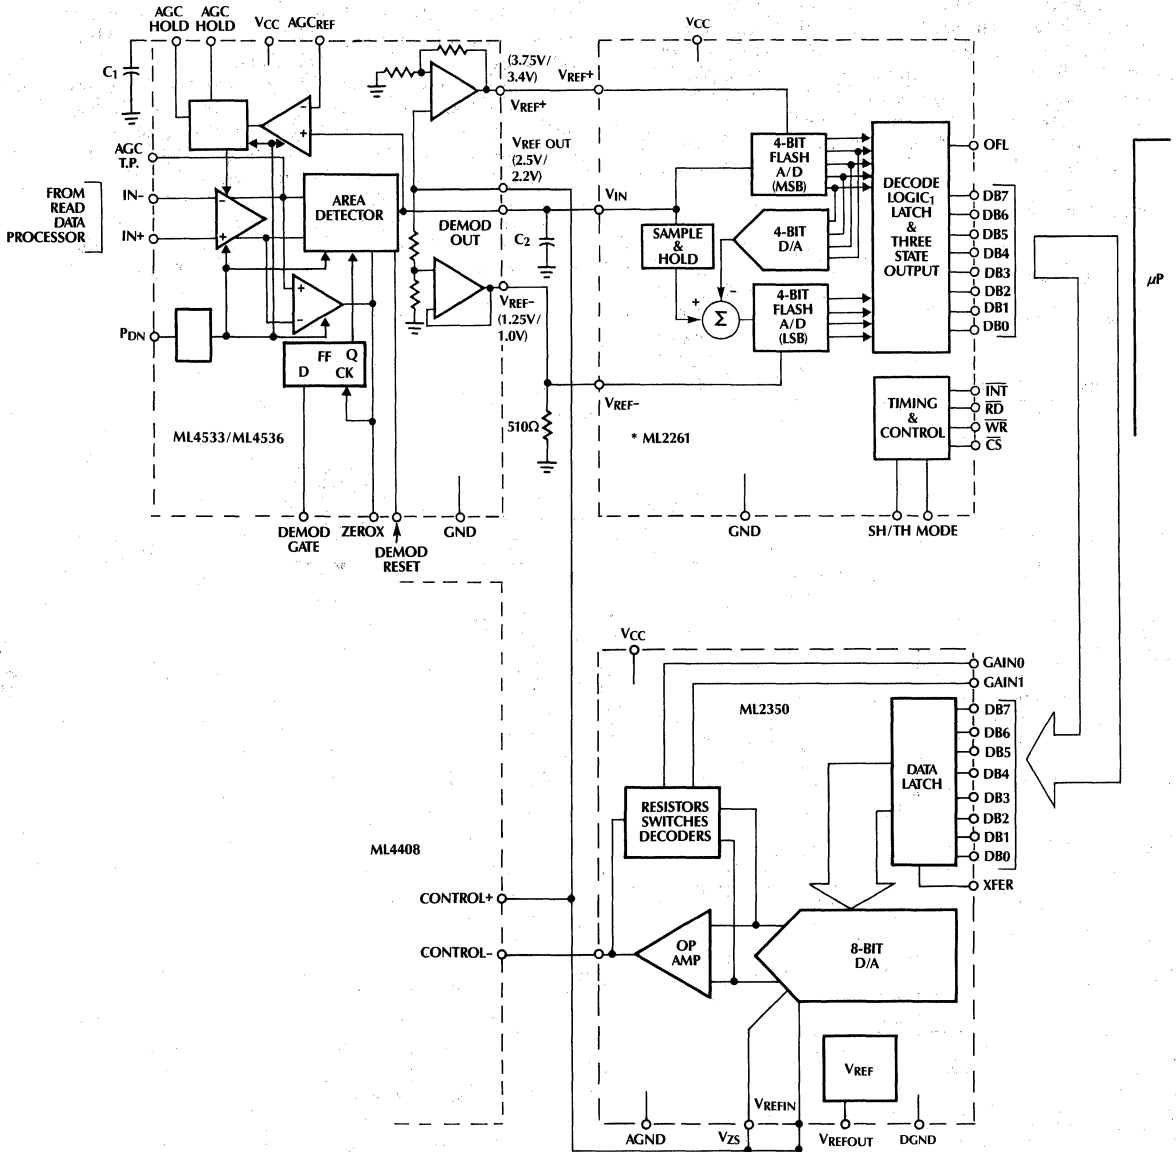 AGC
HOLD
AGC
HOLD
VCC
AGCREF
C1
(3.75V/
3.4V)
VREF+
VREF OUT
(2.5V/
2.2V)
VREF+
VCC
AGC
T.P.
IN−
IN+
FROM
READ
DATA
PROCESSOR
−
+
−
+
AREA
DETECTOR
DEMOD
OUT
C2
VREF−
(1.25V/
1.0V)
510Ω
+
−
PDN
FF
Q
D
CK
ML4533/ML4536
DEMOD
GATE
ZEROX
DEMOD
RESET
GND
VIN
4-BIT
FLASH
A/D
(MSB)
SAMPLE
&
HOLD
4-BIT
D/A
−
+
Σ
4-BIT
FLASH
A/D
(LSB)
DECODE
LOGIC1
LATCH
&
THREE
STATE
OUTPUT
OFL
DB7
DB6
DB5
DB4
DB3
DB2
DB1
DB0
μP
VREF−
* ML2261
TIMING
&
CONTROL
INT
RD
WR
CS
GND
SH/TH
MODE
ML4408
CONTROL+
CONTROL−
VCC
ML2350
GAIN0
GAIN1
DATA
LATCH
DB7
DB6
DB5
DB4
DB3
DB2
DB1
DB0
XFER
RESISTORS
SWITCHES
DECODERS
OP
AMP
8-BIT
D/A
VREF
AGND
VZS
VREFIN
VREFOUT
DGND